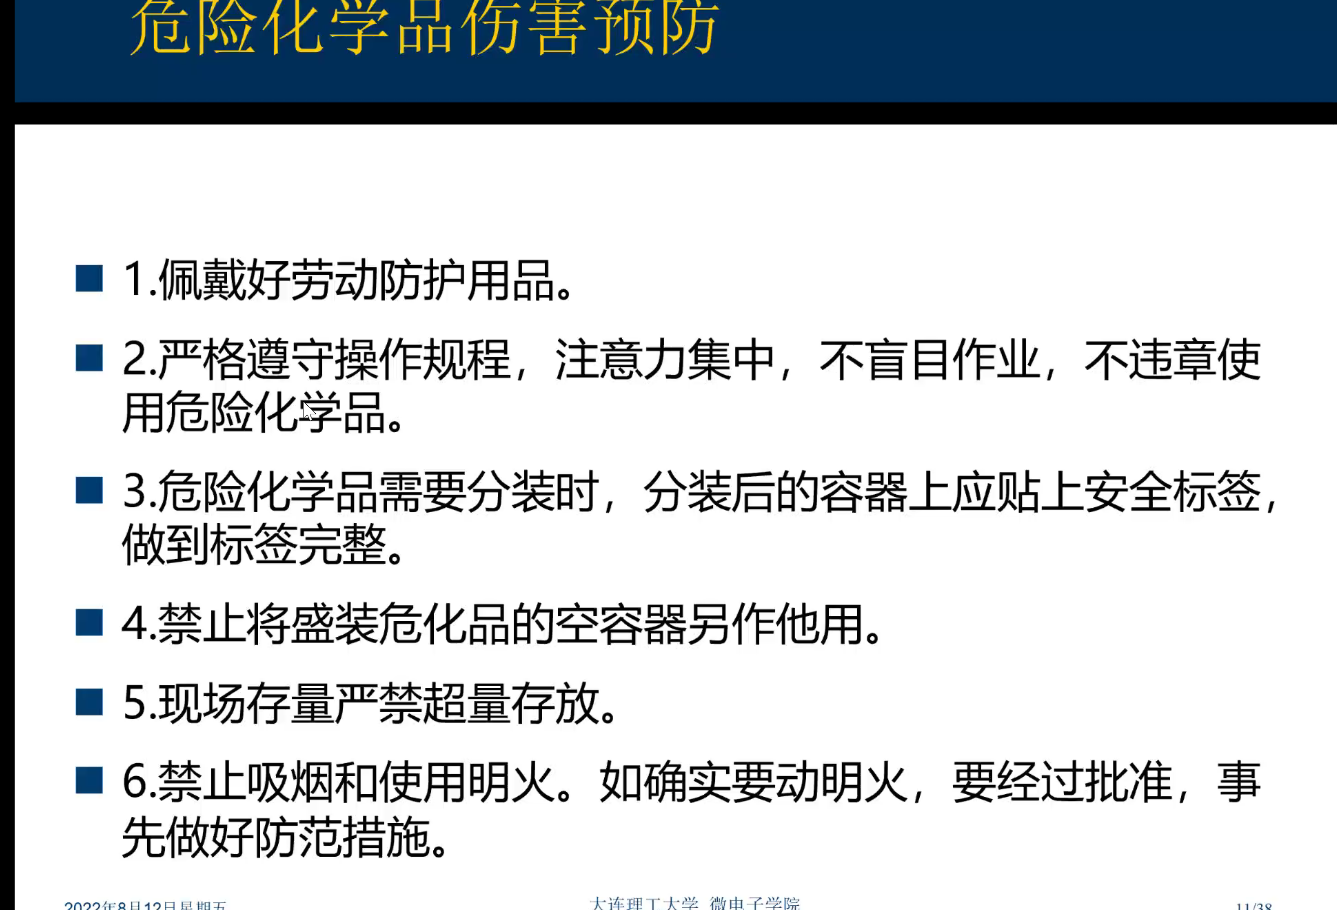 危险化学品伤害预防
1.佩戴好劳动防护用品。
2.严格遵守操作规程，注意力集中，不盲目作业，不违章使
用危险化学品。
3.危险化学品需要分装时，分装后的容器上应贴上安全标签，
做到标签完整。
4.禁止将盛装危化品的空容器另作他用。
5.现场存量严禁超量存放。
6.禁止吸烟和使用明火。如确实要动明火，要经过批准，事
先做好防范措施。
2022年8月12日星期五
大连理工大学 微电子学院
11/38